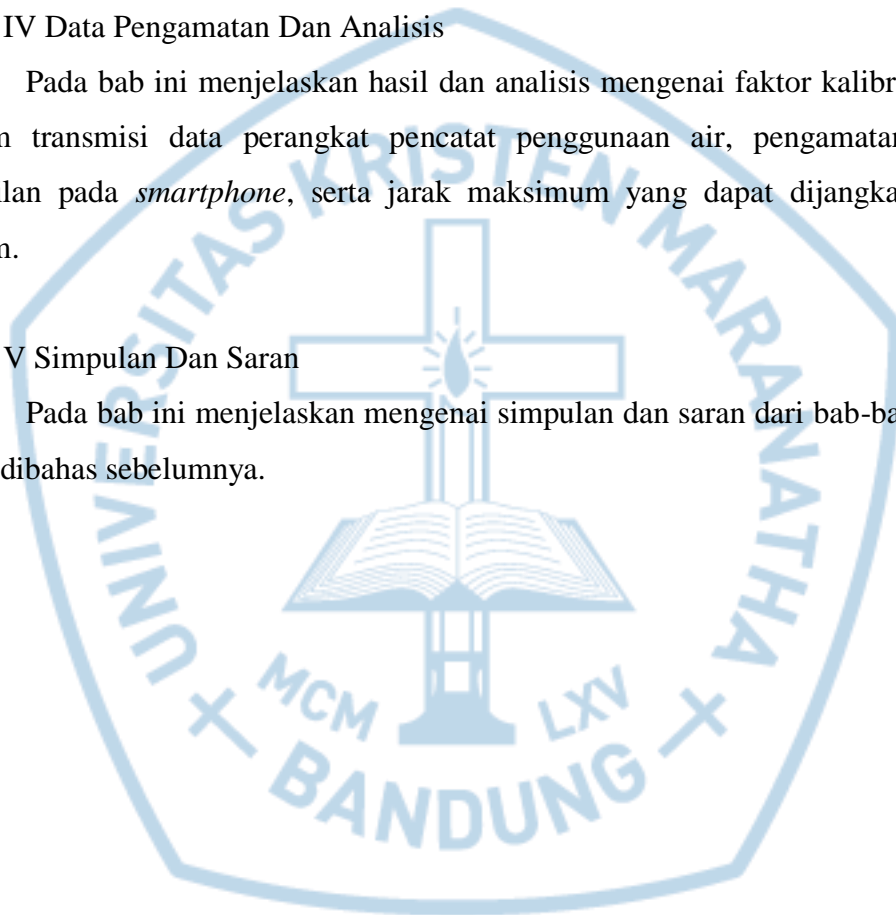 IV Data Pengamatan Dan Analisis
Pada bab ini menjelaskan hasil dan analisis mengenai faktor kalibr
transmisi data perangkat pencatat penggunaan air, pengamatan
pada smartphone, serta jarak maksimum yang dapat dijangka
V Simpulan Dan Saran
Pada bab ini menjelaskan mengenai simpulan dan saran dari bab-ba
dibahas sebelumnya.
UNIVERSITAS KRISTEN MARANATHA
MCM LXV
BANDUNG